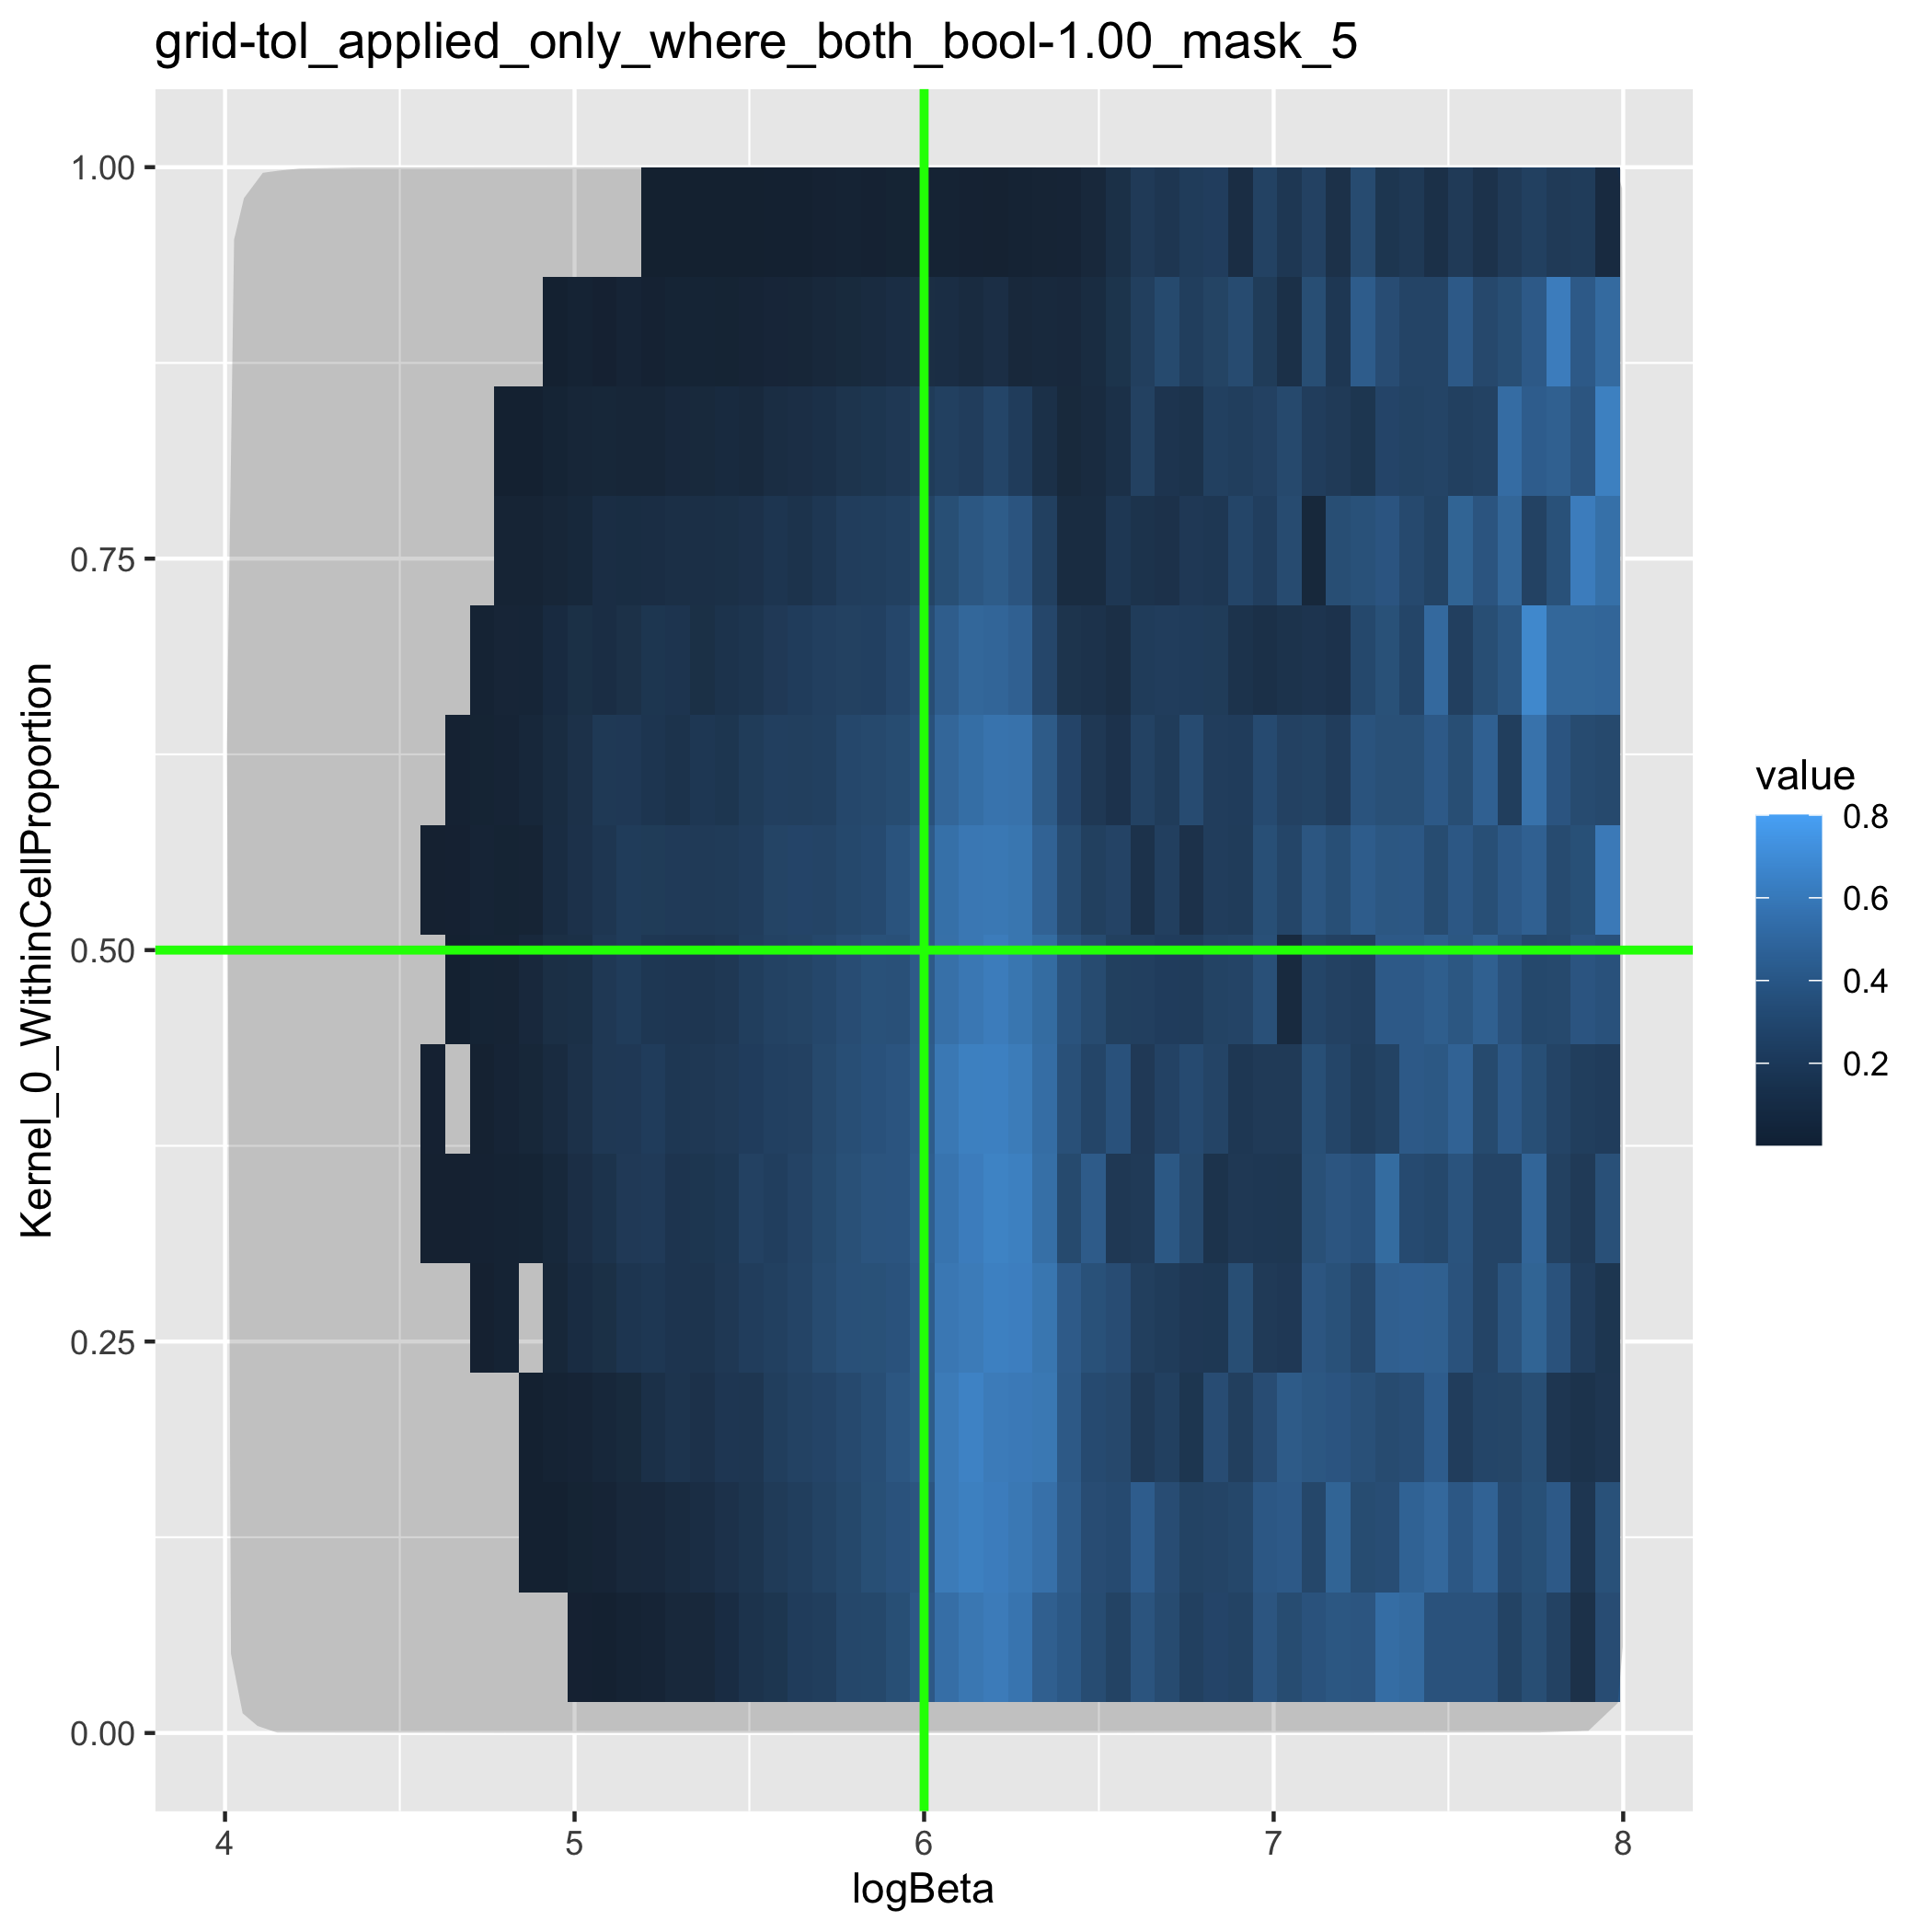 grid-tol_applied_only_where_both_bool-1.00_mask_5
1.00
0.75
0.50
0.25
0.00
Kernel_0_WithinCellProportion
4 5 6 7 8
logBeta
value
0.8
0.6
0.4
0.2